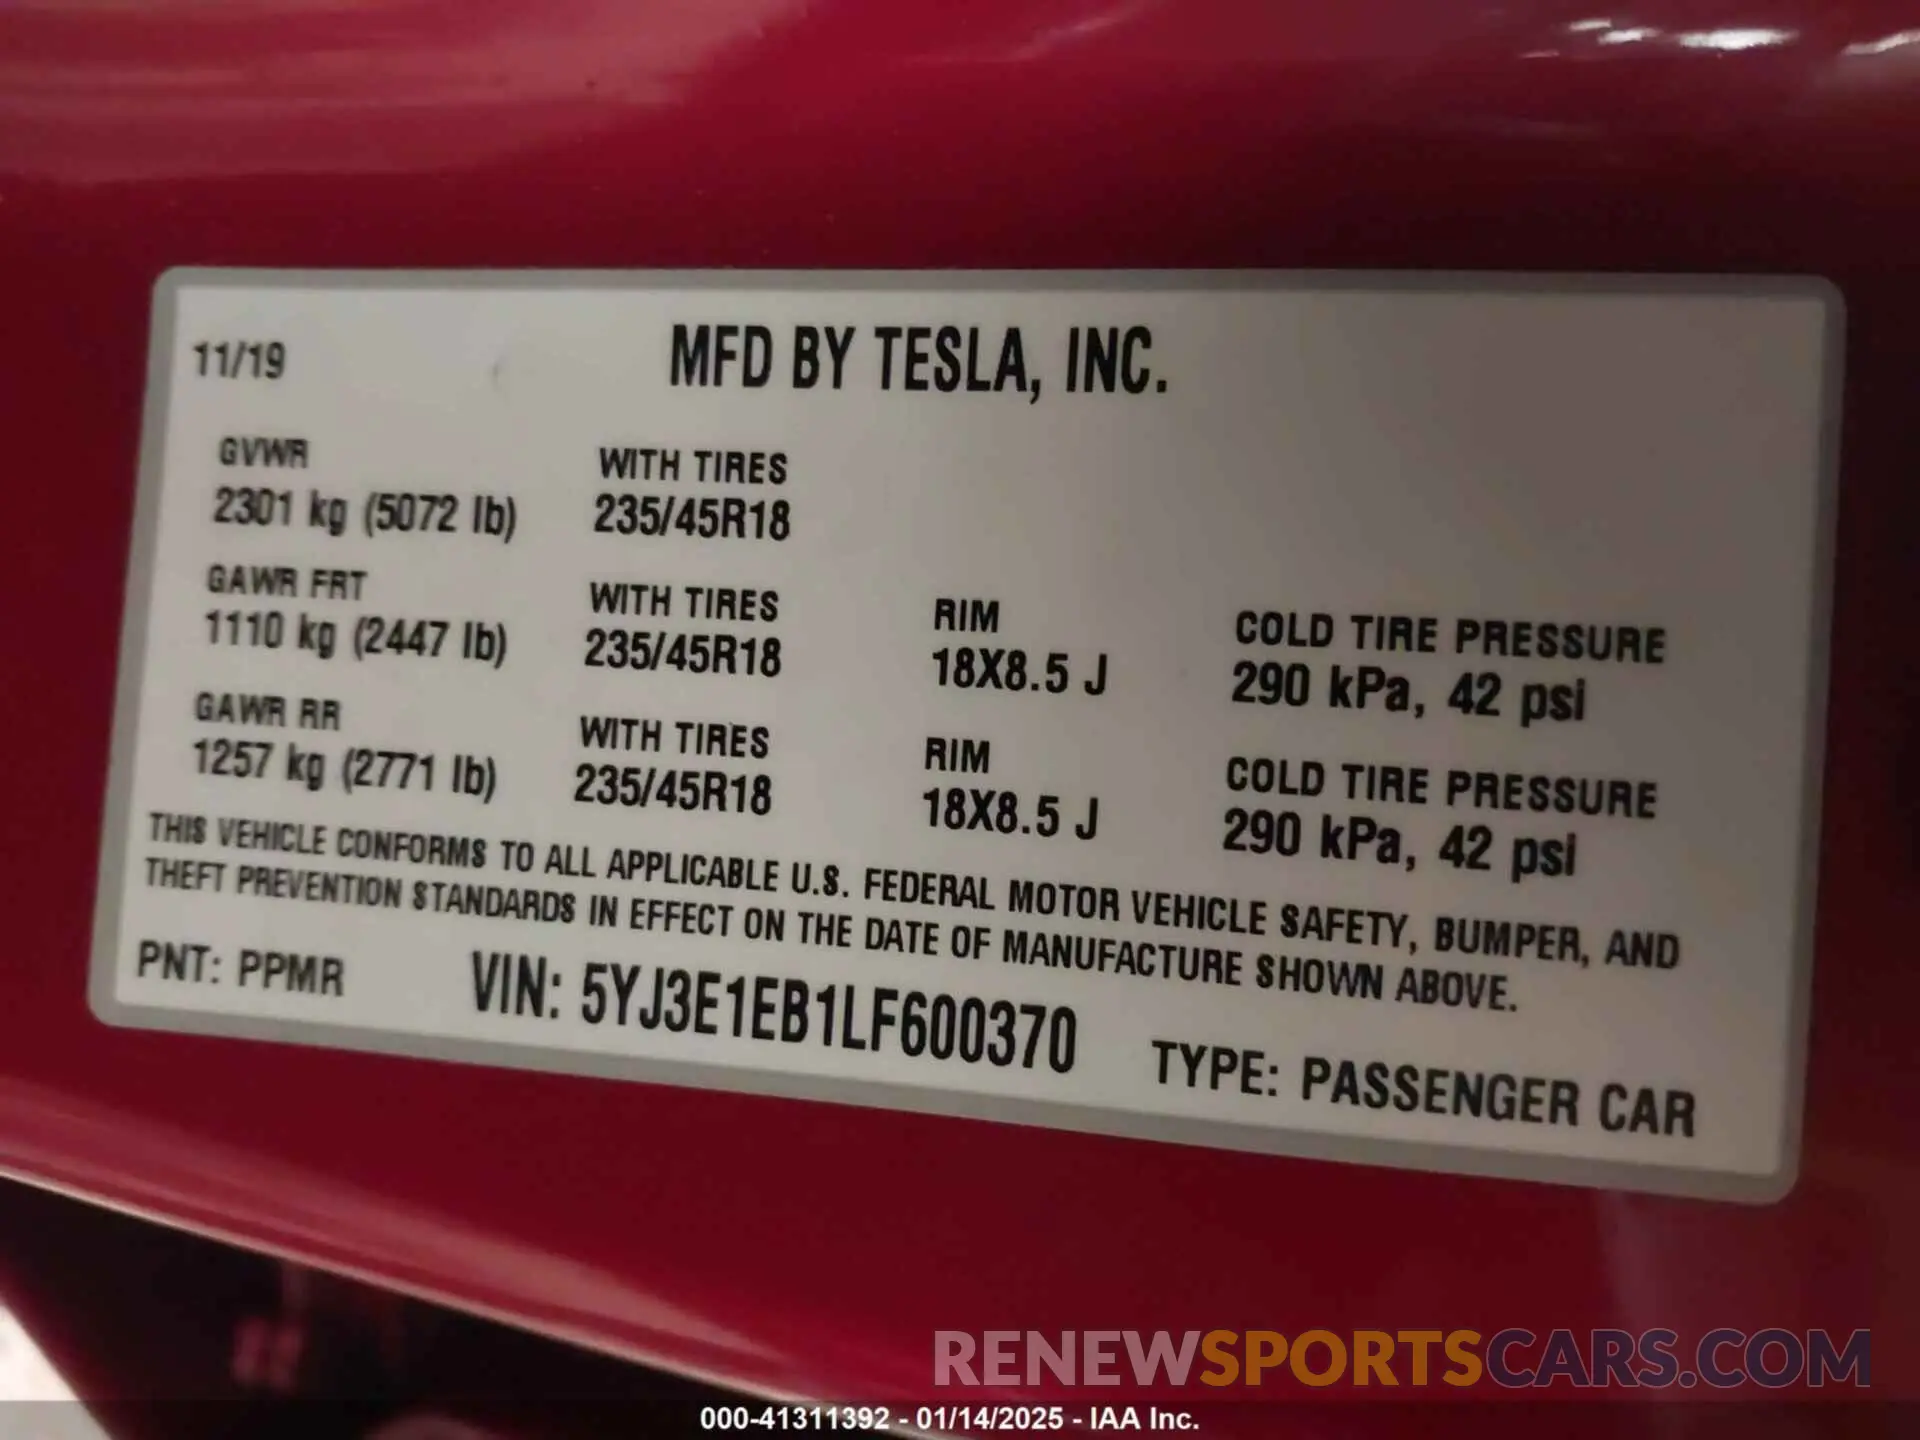 11/19
MFD BY TESLA, INC.
GVWR
2301 kg (5072 lb)
WITH TIRES
235/45R18
GAWR FRT
1110 kg (2447 lb)
WITH TIRES
235/45R18
RIM
18X8.5 J
COLD TIRE PRESSURE
290 kPa, 42 psi
GAWR RR
1257 kg (2771 lb)
WITH TIRES
235/45R18
RIM
18X8.5 J
COLD TIRE PRESSURE
290 kPa, 42 psi
THIS VEHICLE CONFORMS TO ALL APPLICABLE U.S. FEDERAL MOTOR VEHICLE SAFETY, BUMPER, AND
THEFT PREVENTION STANDARDS IN EFFECT ON THE DATE OF MANUFACTURE SHOWN ABOVE.
PNT: PPMR
VIN: 5YJ3E1EB1LF600370
TYPE: PASSENGER CAR
RENEWSPORTSCARS.COM
000-41311392 - 01/14/2025 - IAA Inc.